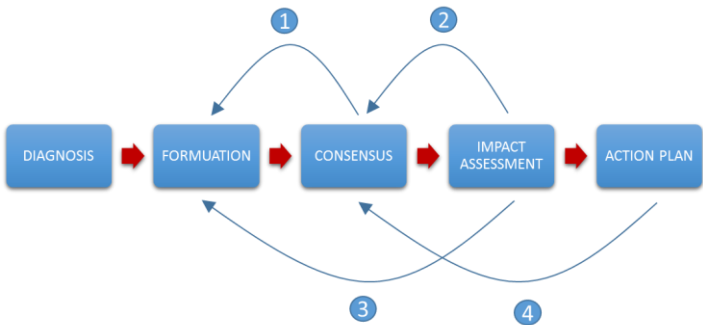 1
2
DIAGNOSIS
FORMUATION
CONSENSUS
IMPACT
ASSESSMENT
ACTION PLAN
3
4